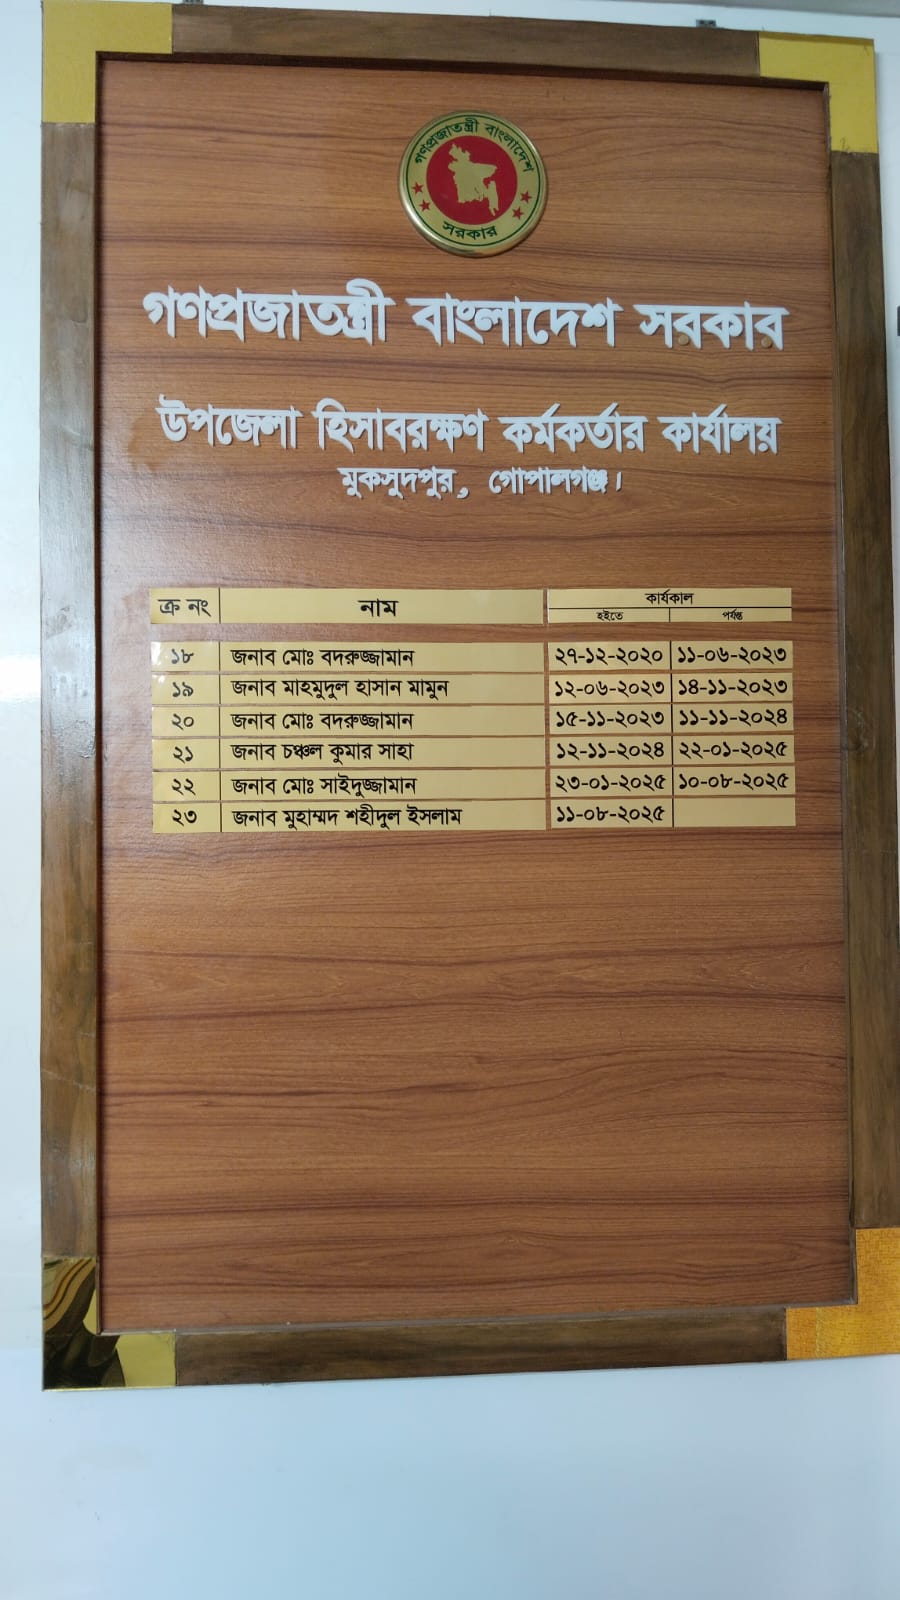 গণপ্রজাতন্ত্রী বাংলাদেশ
সরকার
গণপ্রজাতন্ত্রী বাংলাদেশ সরকার
উপজেলা হিসাবরক্ষণ কর্মকর্তার কার্যালয়
মুকসুদপুর, গোপালগঞ্জ।
ক্র নং নাম কার্যকাল
হইতে পর্যন্ত
১৮ জনাব মোঃ বদরুজ্জামান ২৭-১২-২০২০ ১১-০৬-২০২৩
১৯ জনাব মাহমুদুল হাসান মামুন ১২-০৬-২০২৩ ১৪-১১-২০২৩
২০ জনাব মোঃ বদরুজ্জামান ১৫-১১-২০২৩ ১১-১১-২০২৪
২১ জনাব চঞ্চল কুমার সাহা ১২-১১-২০২৪ ২২-০১-২০২৫
২২ জনাব মোঃ সাইদুজ্জামান ২৩-০১-২০২৫ ১০-০৮-২০২৫
২৩ জনাব মুহাম্মদ শহীদুল ইসলাম ১১-০৮-২০২৫